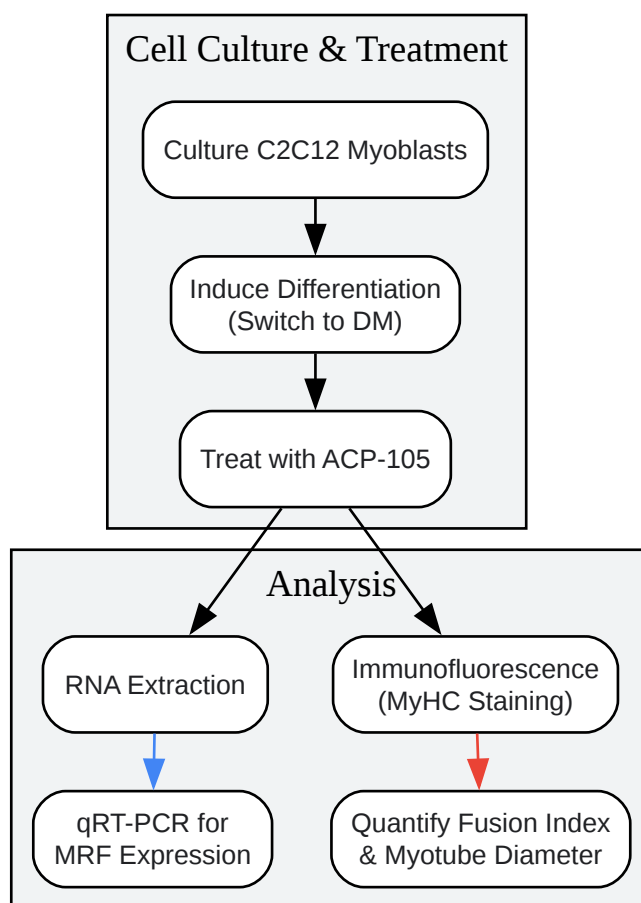 Cell Culture & Treatment
Culture C2C12 Myoblasts
Induce Differentiation
(Switch to DM)
Treat with ACP-105
Analysis
RNA Extraction
Immunofluorescence
(MyHC Staining)
qRT-PCR for
MRF Expression
Quantify Fusion Index
& Myotube Diameter